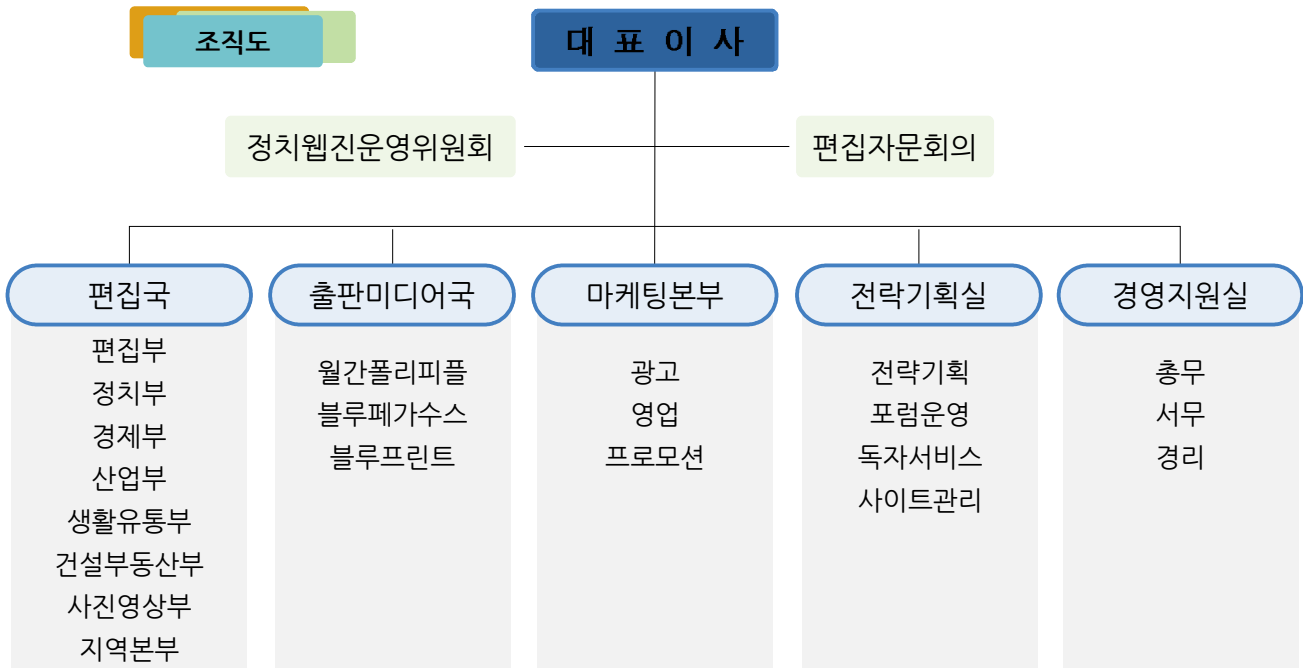 조직도
대 표 이 사
정치웹진운영위원회
편집자문회의
편집국
편집부
정치부
경제부
산업부
생활유통부
건설부동산부
사진영상부
지역본부
출판미디어국
월간폴리피플
블루페가수스
블루프린트
마케팅본부
광고
영업
프로모션
전락기획실
전략기획
포럼운영
독자서비스
사이트관리
경영지원실
총무
서무
경리